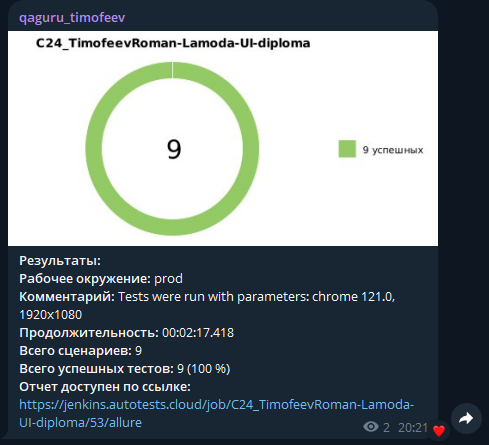 qaguru_timofeev
C24_TimofeevRoman-Lamoda-UI-diploma
9
9 успешных
Результаты:
Рабочее окружение: prod
Комментарий: Tests were run with parameters: chrome 121.0,
1920x1080
Продолжительность: 00:02:17.418
Всего сценариев: 9
Всего успешных тестов: 9 (100 %)
Отчет доступен по ссылке:
https://jenkins.autotests.cloud/job/C24_TimofeevRoman-Lamoda-
UI-diploma/53/allure
2 20:21